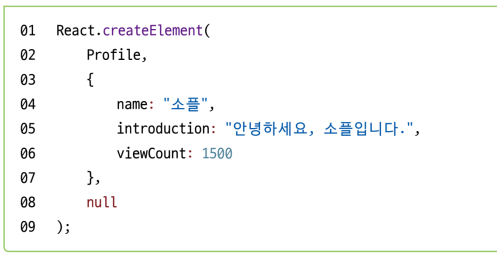 01 React.createElement(
02 Profile,
03 {
04 name: "소플",
05 introduction: "안녕하세요, 소플입니다.",
06 viewCount: 1500
07 },
08 null
09 );